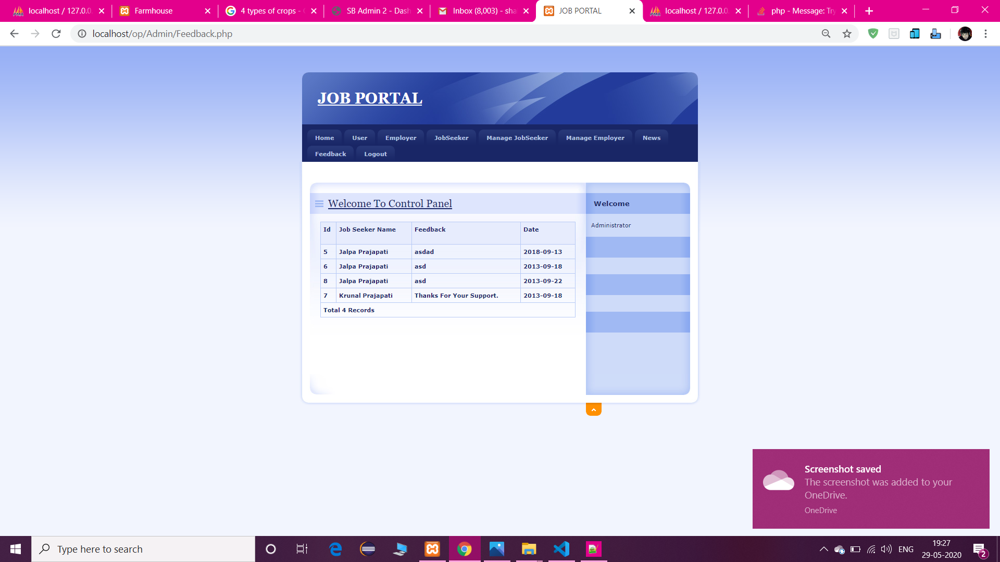 localhost / 127.0.0.
Farmhouse
4 types of crops -
SB Admin 2 - Dash
Inbox (8,003) - sha
JOB PORTAL
localhost / 127.0.0.
php - Message: Try
localhost/op/Admin/Feedback.php
JOB PORTAL
Home User Employer JobSeeker Manage JobSeeker Manage Employer News
Feedback Logout
Welcome To Control Panel
Welcome
Administrator
Id Job Seeker Name Feedback Date
5 Jalpa Prajapati asdad 2018-09-13
6 Jalpa Prajapati asd 2013-09-18
8 Jalpa Prajapati asd 2013-09-22
7 Krunal Prajapati Thanks For Your Support. 2013-09-18
Total 4 Records
Screenshot saved
The screenshot was added to your
OneDrive.
OneDrive
Type here to search
ENG
19:27
29-05-2020
2